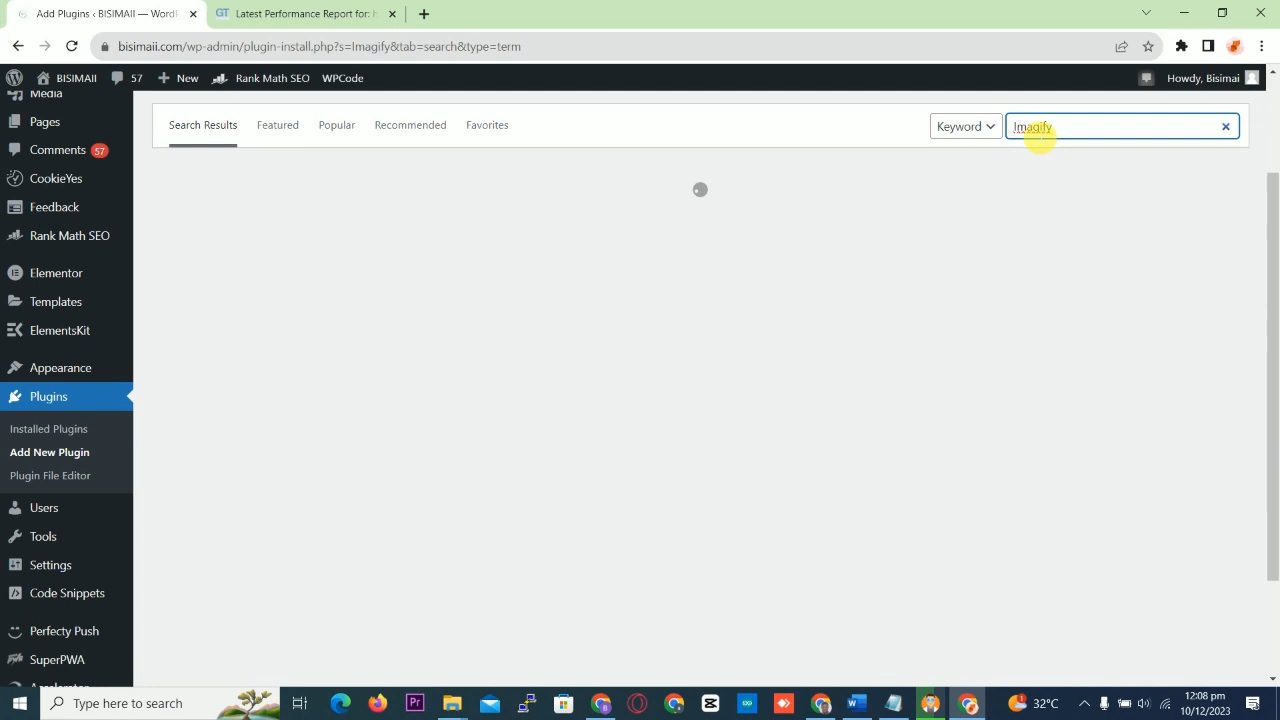 Add Plugins ‹ BISIMAII — WordP
GT Latest Performance Report for: h
bisimaii.com/wp-admin/plugin-install.php?s=Imagify&tab=search&type=term
BISIMAII 57 New Rank Math SEO WPCode Howdy, Bisimai
Media
Pages
Comments 57
CookieYes
Feedback
Rank Math SEO
Elementor
Templates
ElementsKit
Appearance
Plugins
Installed Plugins
Add New Plugin
Plugin File Editor
Users
Tools
Settings
Code Snippets
Perfecty Push
SuperPWA
Search Results Featured Popular Recommended Favorites Keyword Imagify
Type here to search
Pr
32°C
12:08 pm
10/12/2023